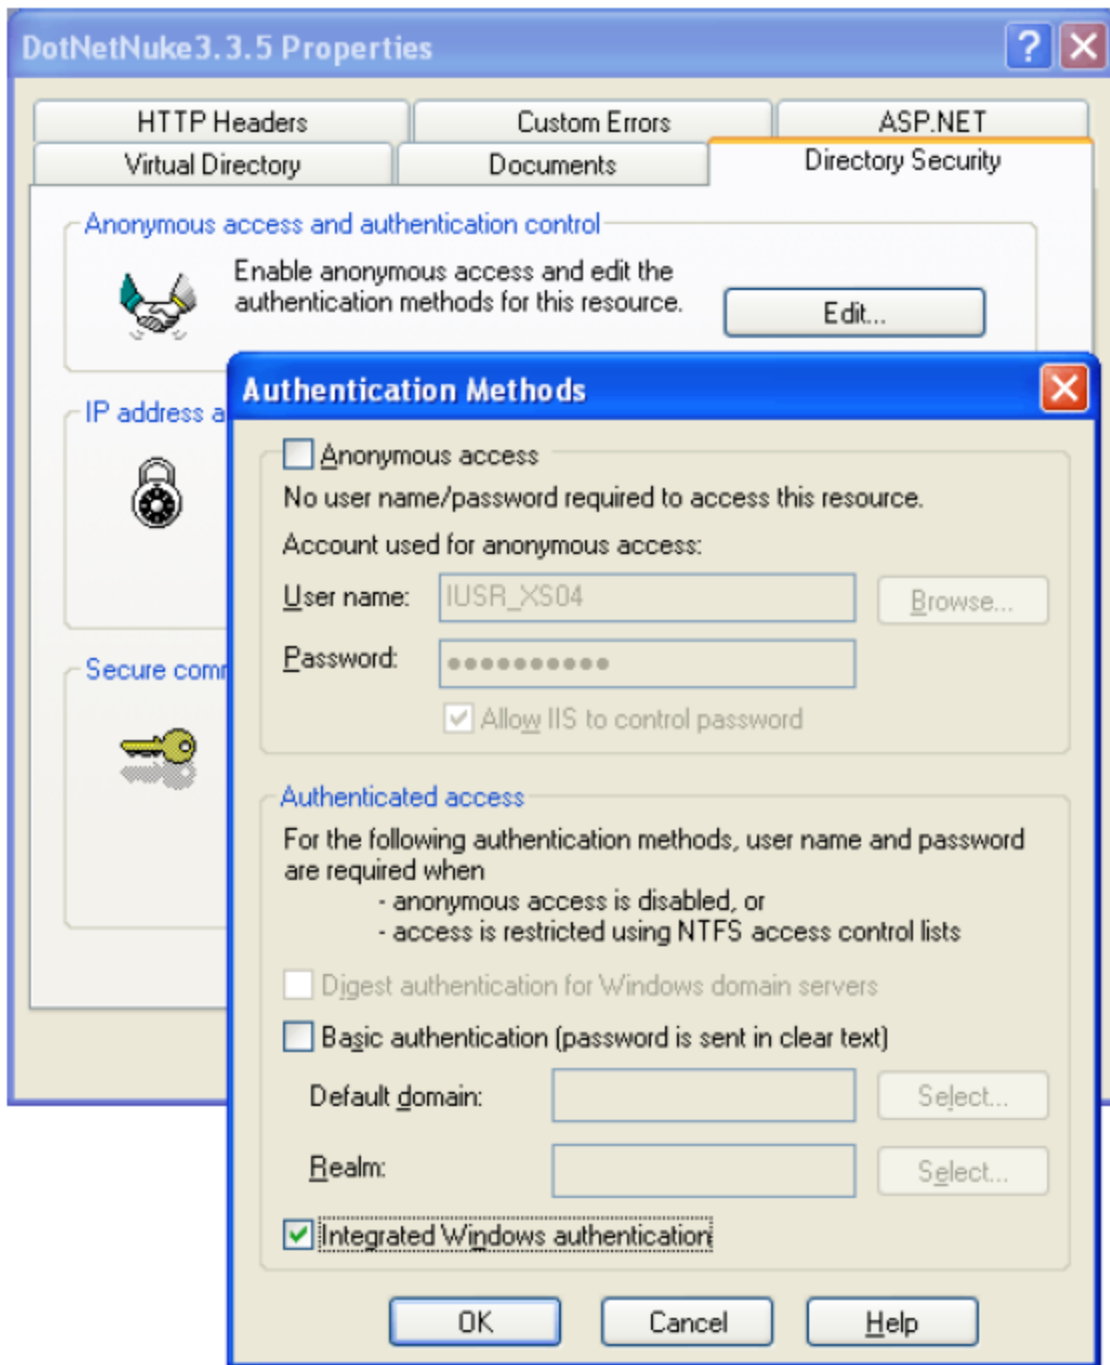 DotNetNuke3.3.5 Properties
HTTP Headers
Custom Errors
ASP.NET
Virtual Directory
Documents
Directory Security
Anonymous access and authentication control
Enable anonymous access and edit the
authentication methods for this resource.
Edit...
IP address a
Secure com
Authentication Methods
Anonymous access
No user name/password required to access this resource.
Account used for anonymous access:
User name:
IUSR_XS04
Browse...
Password:
●●●●●●●●●●
Allow IIS to control password
Authenticated access
For the following authentication methods, user name and password
are required when
- anonymous access is disabled, or
- access is restricted using NTFS access control lists
Digest authentication for Windows domain servers
Basic authentication (password is sent in clear text)
Default domain:
Select...
Realm:
Select...
Integrated Windows authentication
OK
Cancel
Help